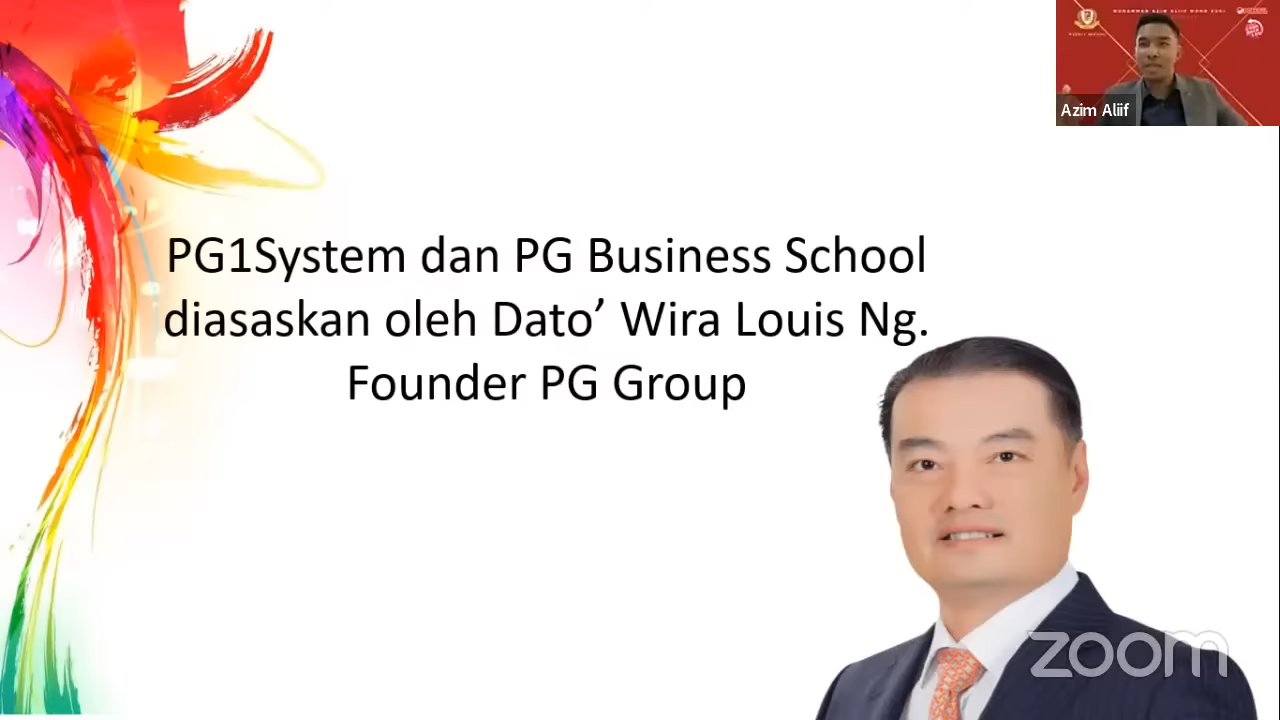 PG1System dan PG Business School
diasaskan oleh Dato’ Wira Louis Ng.
Founder PG Group
Azim Aliif
zoom